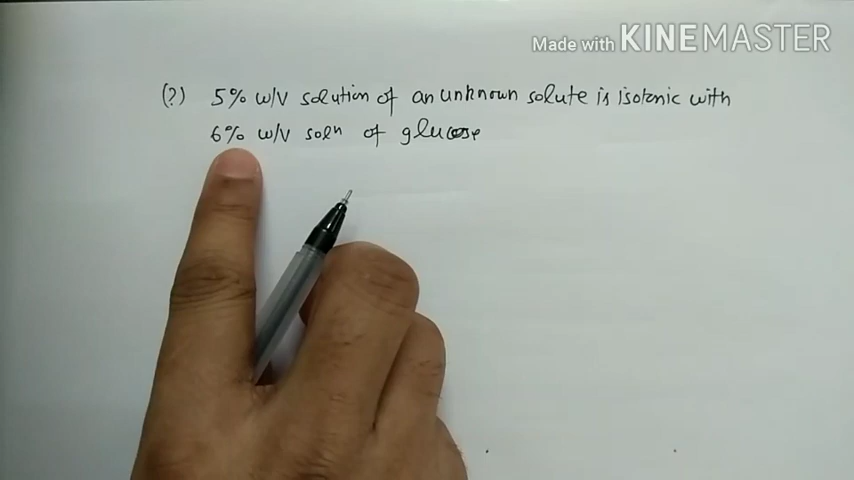 Made with KINEMASTER
(?) 5% w/v solution of an unknown solute is isotonic with
6% w/v soln of glucose